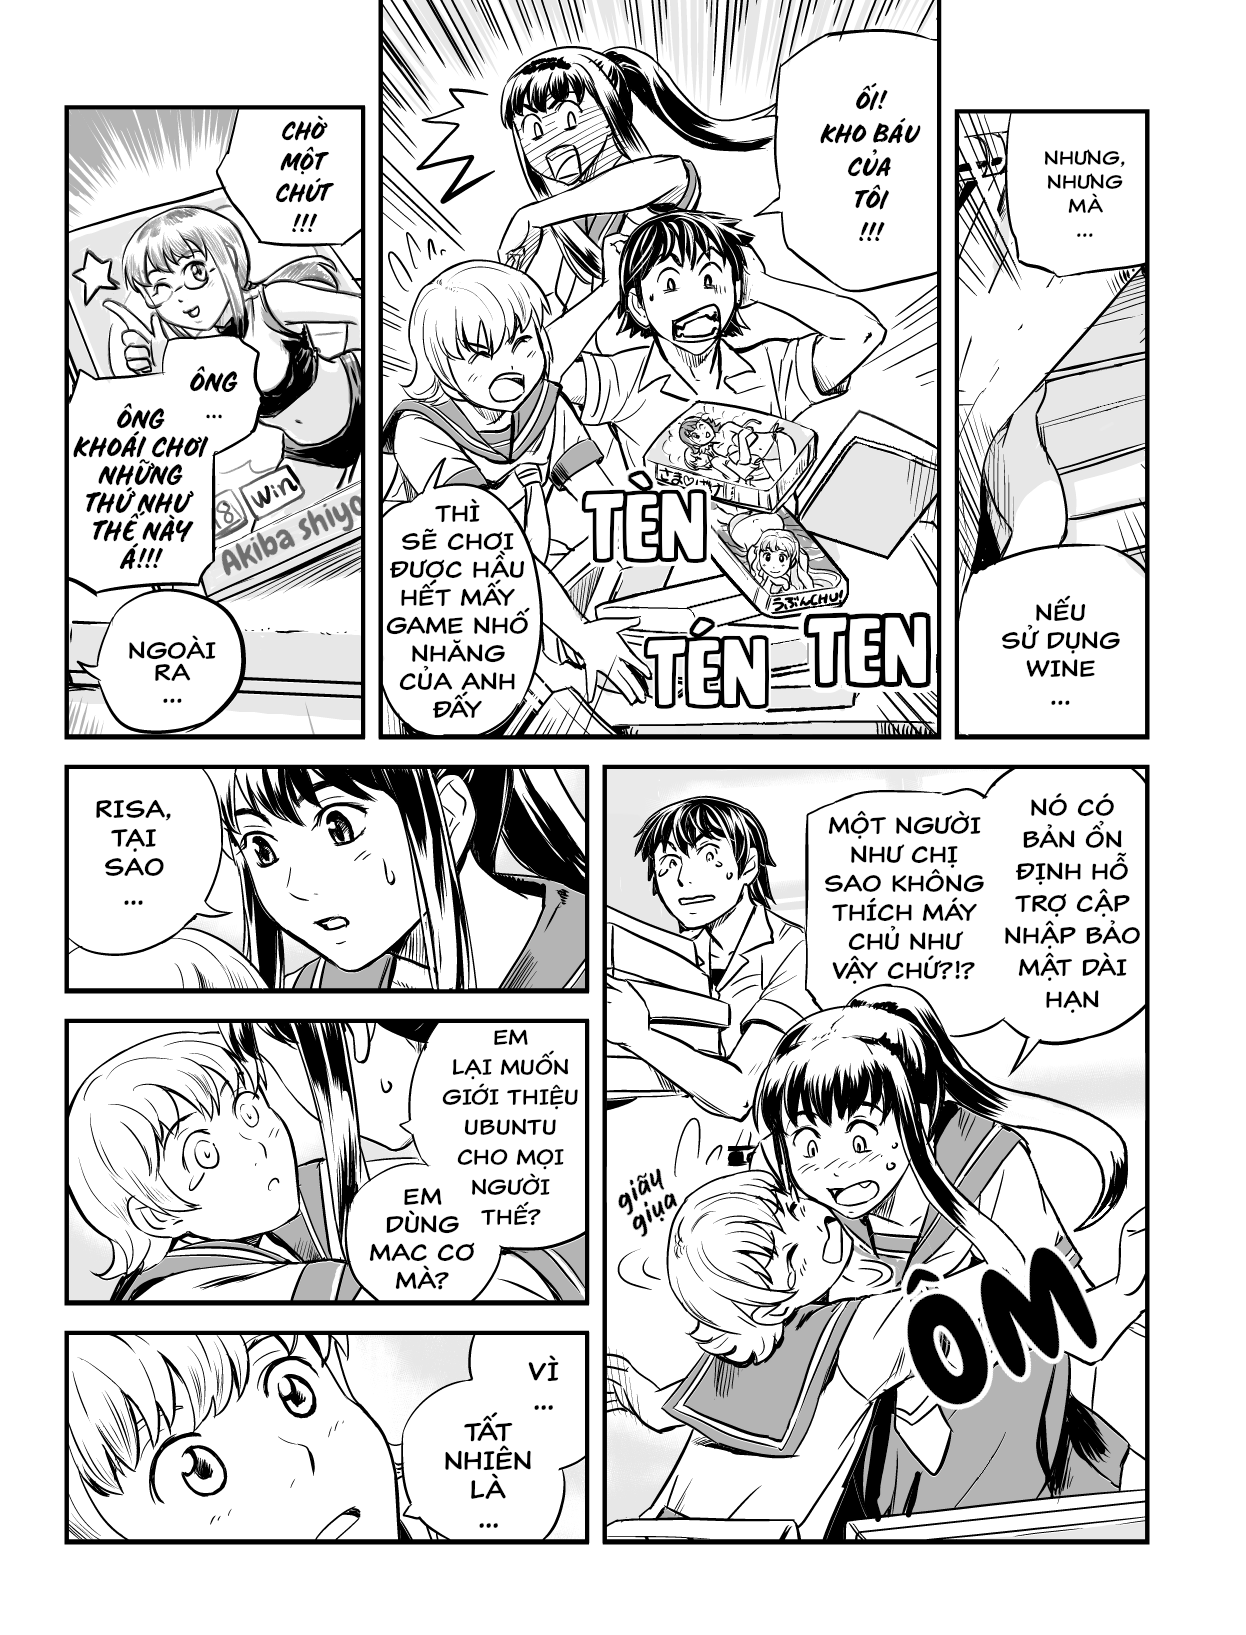 NHƯNG,
NHƯNG
MÀ
...
NẾU
SỬ DỤNG
WINE
...
ỐI!
KHO BÁU
CỦA
TÔI
!!!
THÌ
SẼ CHƠI
ĐƯỢC HẦU
HẾT MẤY
GAME NHỐ
NHĂNG
CỦA ANH
ĐẤY
TÈN
TÉN
TEN
CHỜ
MỘT
CHÚT
!!!
ÔNG
...
ÔNG
KHOÁI CHƠI
NHỮNG
THỨ NHƯ
THẾ NÀY
Á!!!
Win
Akiba shiyo
NGOÀI
RA
...
NÓ CÓ
BẢN ỔN
ĐỊNH HỖ
TRỢ CẬP
NHẬP BẢO
MẬT DÀI
HẠN
MỘT NGƯỜI
NHƯ CHỊ
SAO KHÔNG
THÍCH MÁY
CHỦ NHƯ
VẬY CHỨ?!?
giãy
giụa
ÔM
RISA,
TẠI
SAO
...
EM
LẠI MUỐN
GIỚI THIỆU
UBUNTU
CHO MỌI
NGƯỜI
THẾ?
EM
DÙNG
MAC CƠ
MÀ?
VÌ
...
TẤT
NHIÊN
LÀ
...